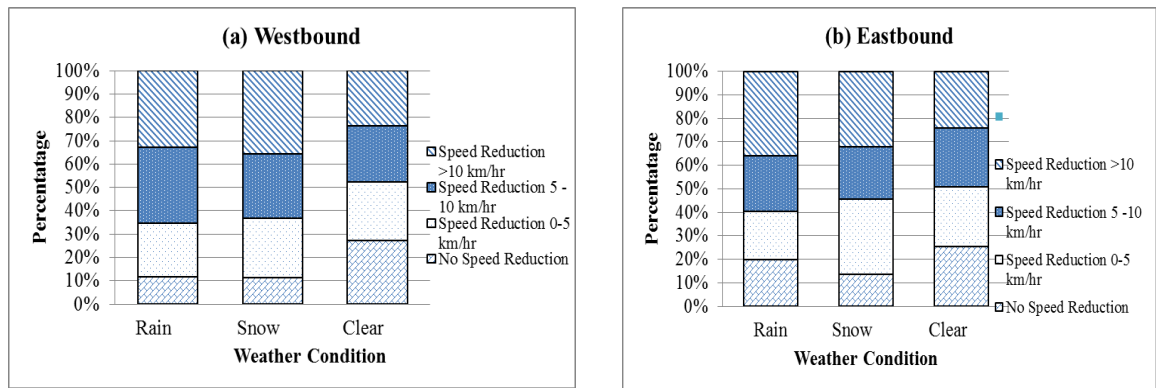 (a) Westbound
Percentatage
100%
90%
80%
70%
60%
50%
40%
30%
20%
10%
0%
Rain Snow Clear
Weather Condition
Speed Reduction
>10 km/hr
Speed Reduction 5 -
10 km/hr
Speed Reduction 0-5
km/hr
No Speed Reduction
(b) Eastbound
Percentatage
100%
90%
80%
70%
60%
50%
40%
30%
20%
10%
0%
Rain Snow Clear
Weather Condition
Speed Reduction >10
km/hr
Speed Reduction 5 -10
km/hr
Speed Reduction 0-5
km/hr
No Speed Reduction